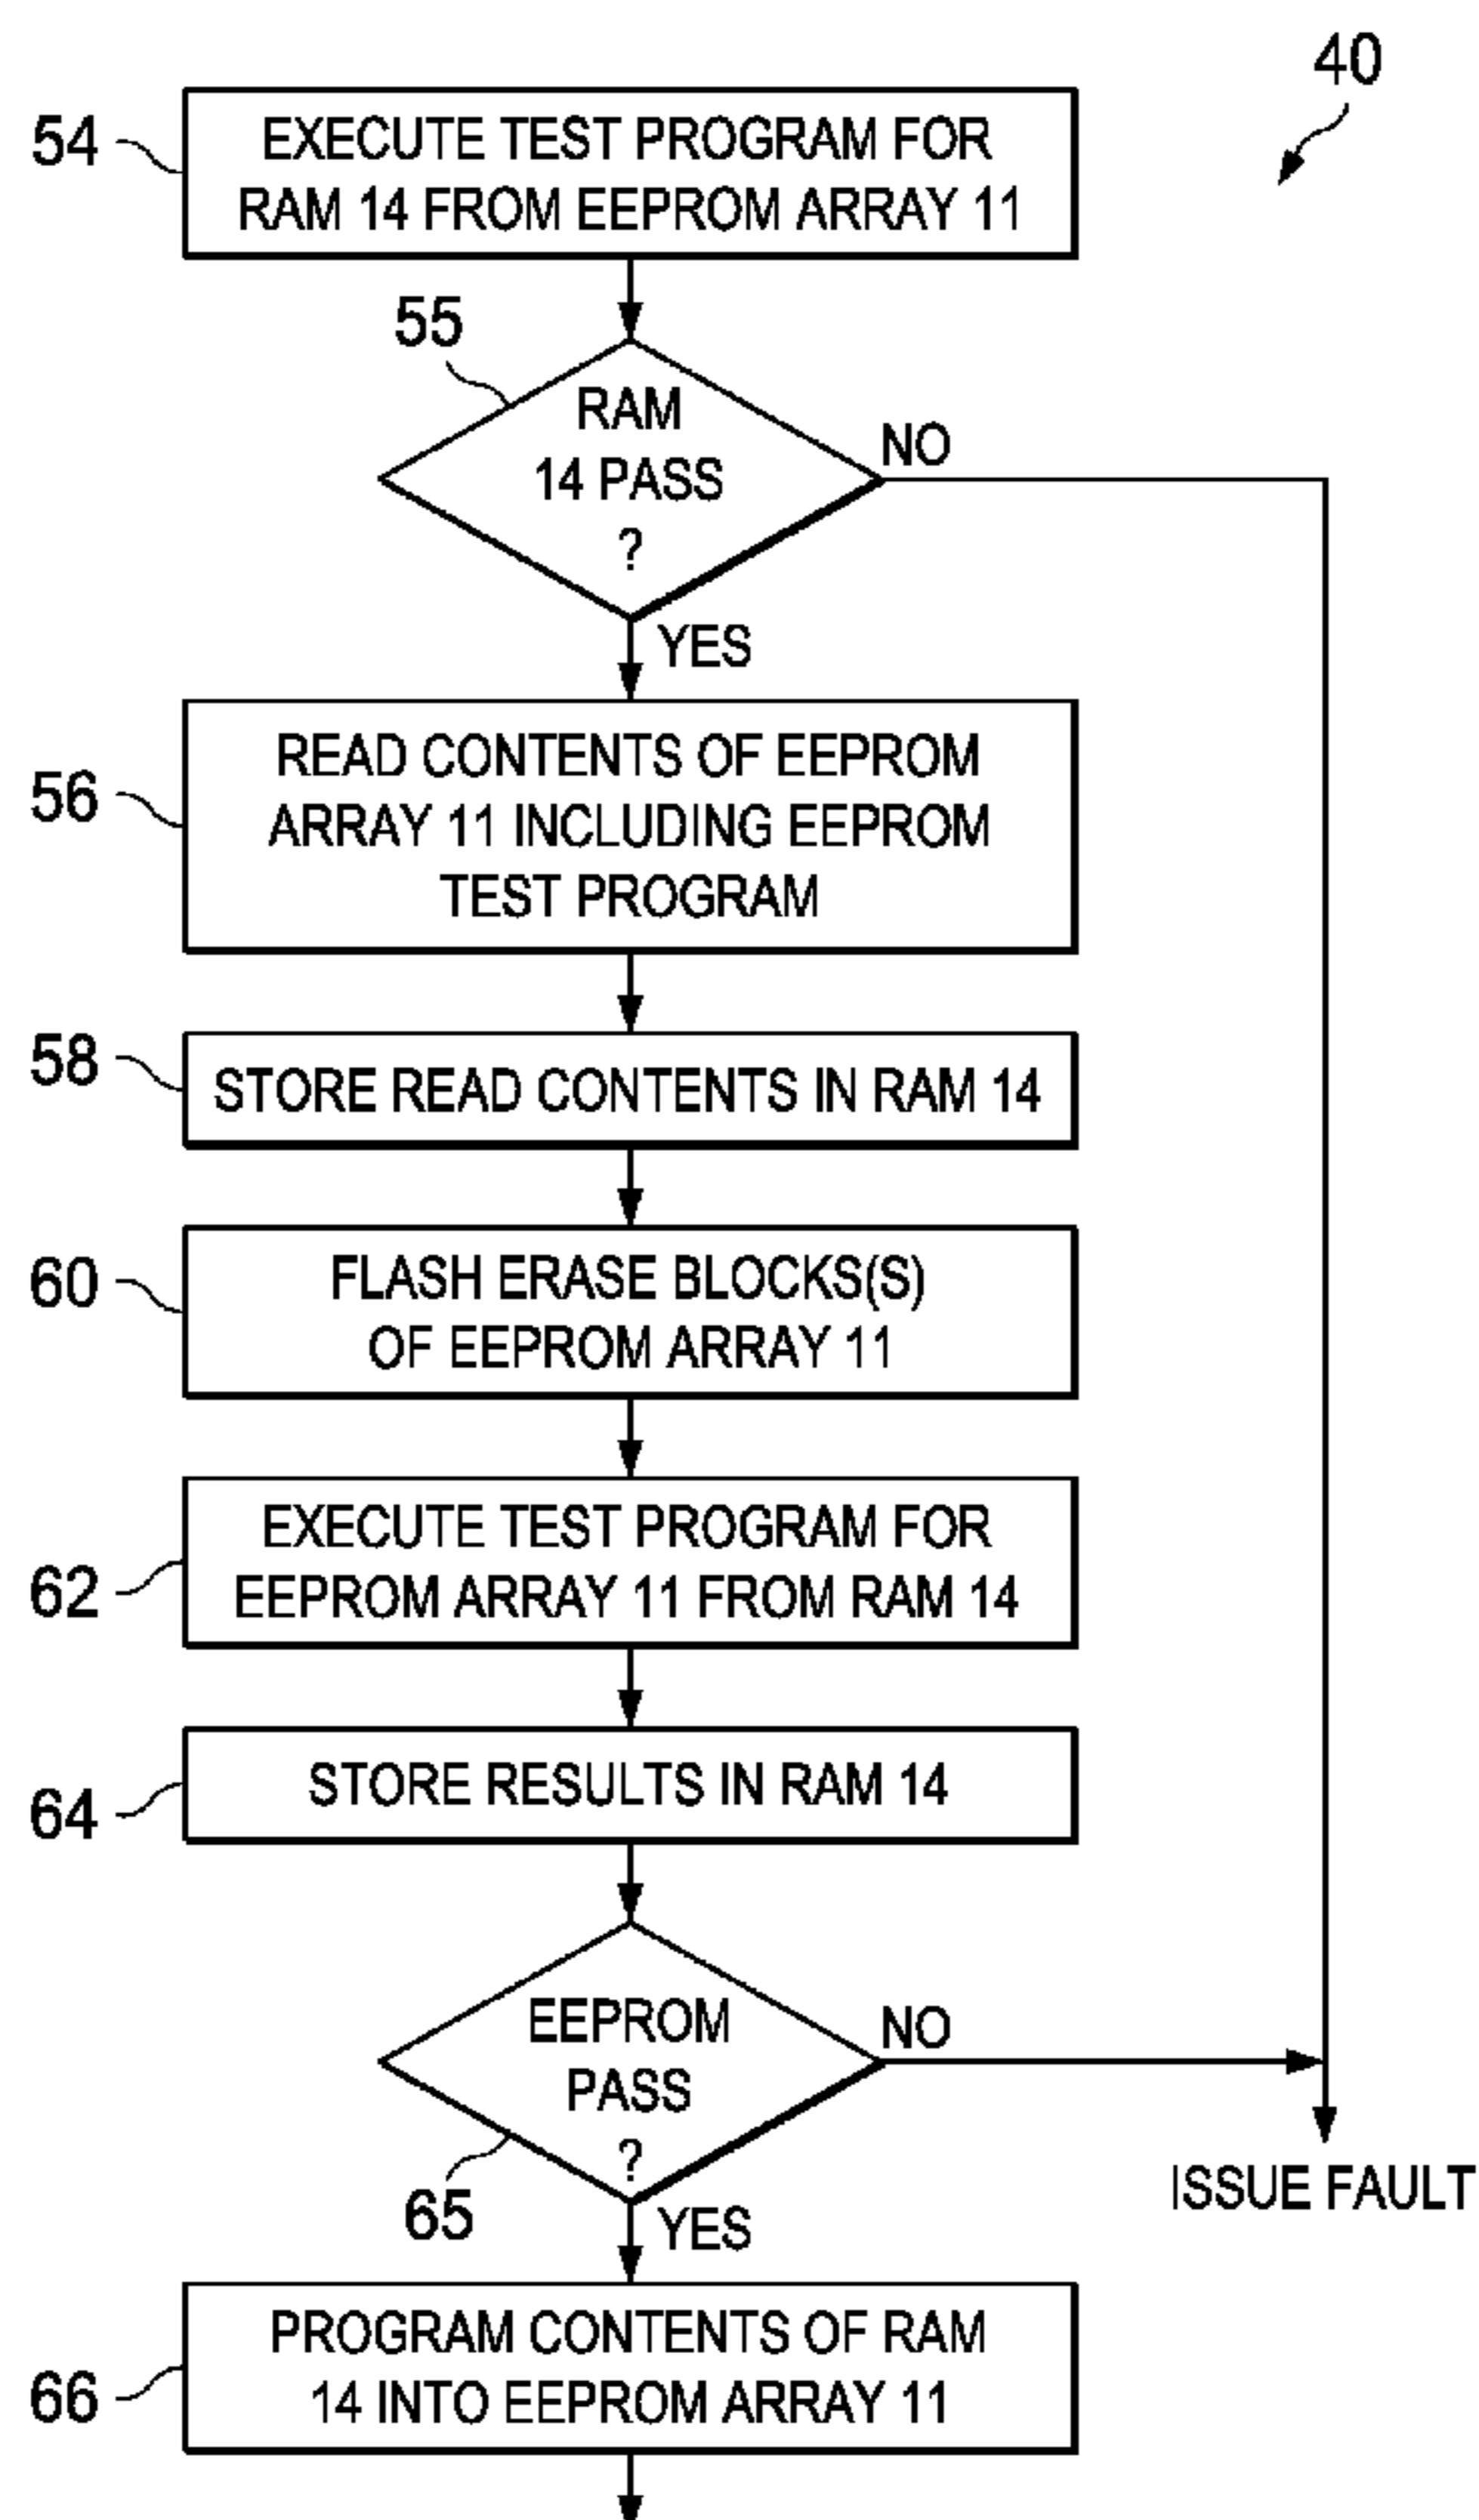 40
54
EXECUTE TEST PROGRAM FOR
RAM 14 FROM EEPROM ARRAY 11
55
RAM
14 PASS
?
NO
YES
56
READ CONTENTS OF EEPROM
ARRAY 11 INCLUDING EEPROM
TEST PROGRAM
58
STORE READ CONTENTS IN RAM 14
60
FLASH ERASE BLOCKS(S)
OF EEPROM ARRAY 11
62
EXECUTE TEST PROGRAM FOR
EEPROM ARRAY 11 FROM RAM 14
64
STORE RESULTS IN RAM 14
EEPROM
PASS
?
NO
65
YES
ISSUE FAULT
66
PROGRAM CONTENTS OF RAM
14 INTO EEPROM ARRAY 11